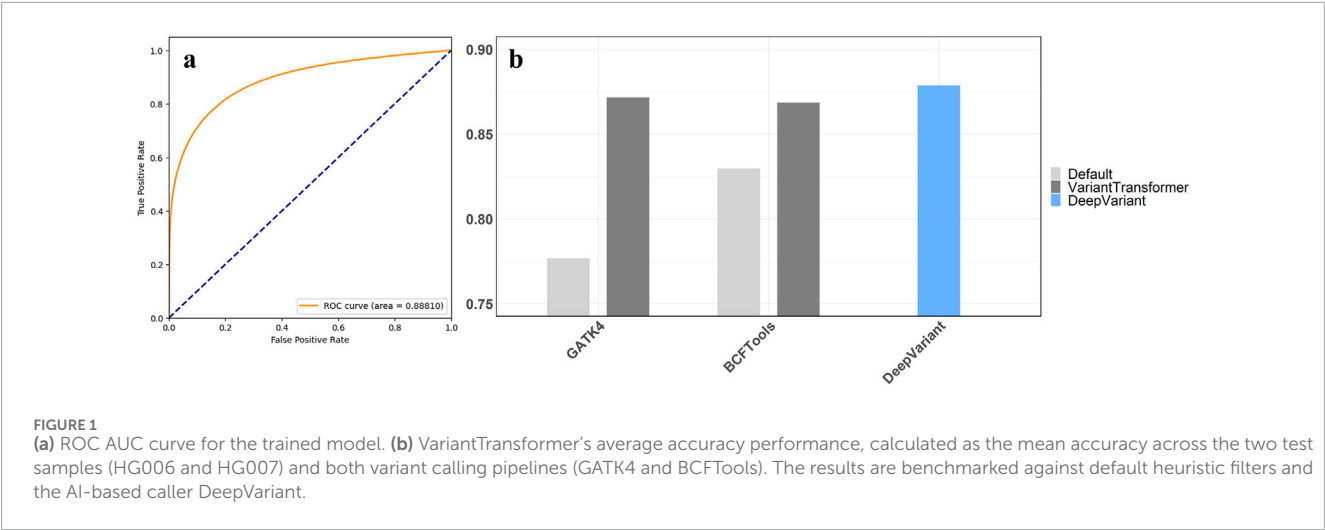 a
1.0
0.8
0.6
0.4
0.2
0.0
True Positive Rate
0.0 0.2 0.4 0.6 0.8 1.0
False Positive Rate
ROC curve (area = 0.88810)
b
0.90
0.85
0.80
0.75
GATK4
BCFTools
DeepVariant
Default
VariantTransformer
DeepVariant
FIGURE 1
(a) ROC AUC curve for the trained model. (b) VariantTransformer's average accuracy performance, calculated as the mean accuracy across the two test
samples (HG006 and HG007) and both variant calling pipelines (GATK4 and BCFTools). The results are benchmarked against default heuristic filters and
the AI-based caller DeepVariant.